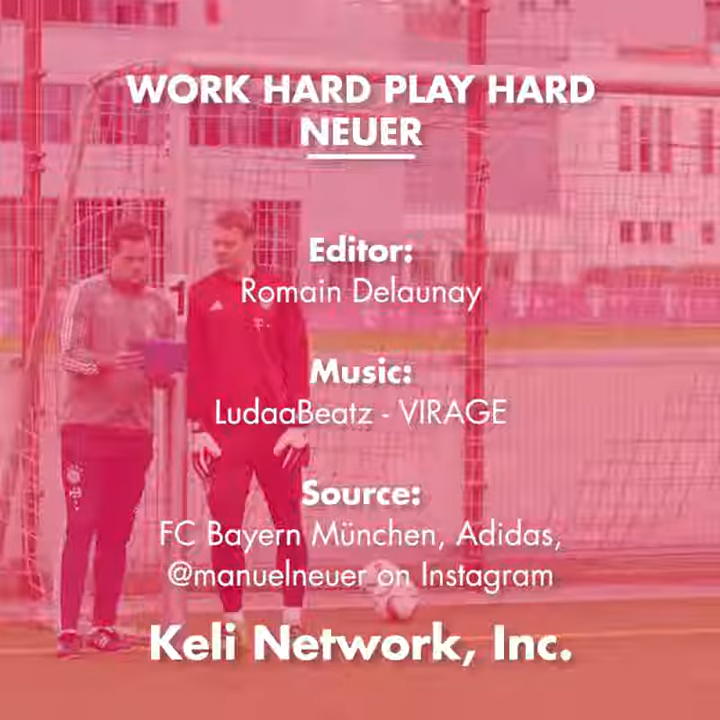 WORK HARD PLAY HARD
NEUER
Editor:
Romain Delaunay
Music:
LudaaBeatz - VIRAGE
Source:
FC Bayern München, Adidas,
@manuelneuer on Instagram
Keli Network, Inc.